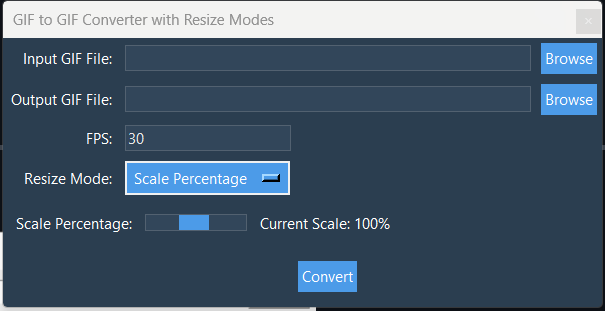 GIF to GIF Converter with Resize Modes
Input GIF File: Browse
Output GIF File: Browse
FPS: 30
Resize Mode: Scale Percentage
Scale Percentage: Current Scale: 100%
Convert